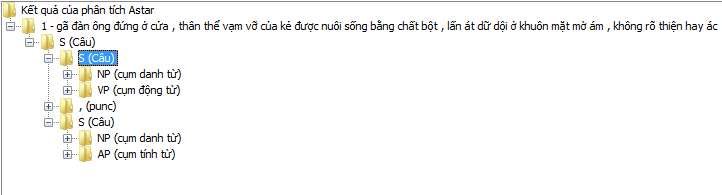 Kết quả của phân tích Astar
1 - gã đàn ông đứng ở cửa , thân thể vạm vỡ của kẻ được nuôi sống bằng chất bột , lấn át dữ dội ở khuôn mặt mờ ám , không rõ thiện hay ác
S (Câu)
S (Câu)
NP (cụm danh từ)
VP (cụm động từ)
, (punc)
S (Câu)
NP (cụm danh từ)
AP (cụm tính từ)